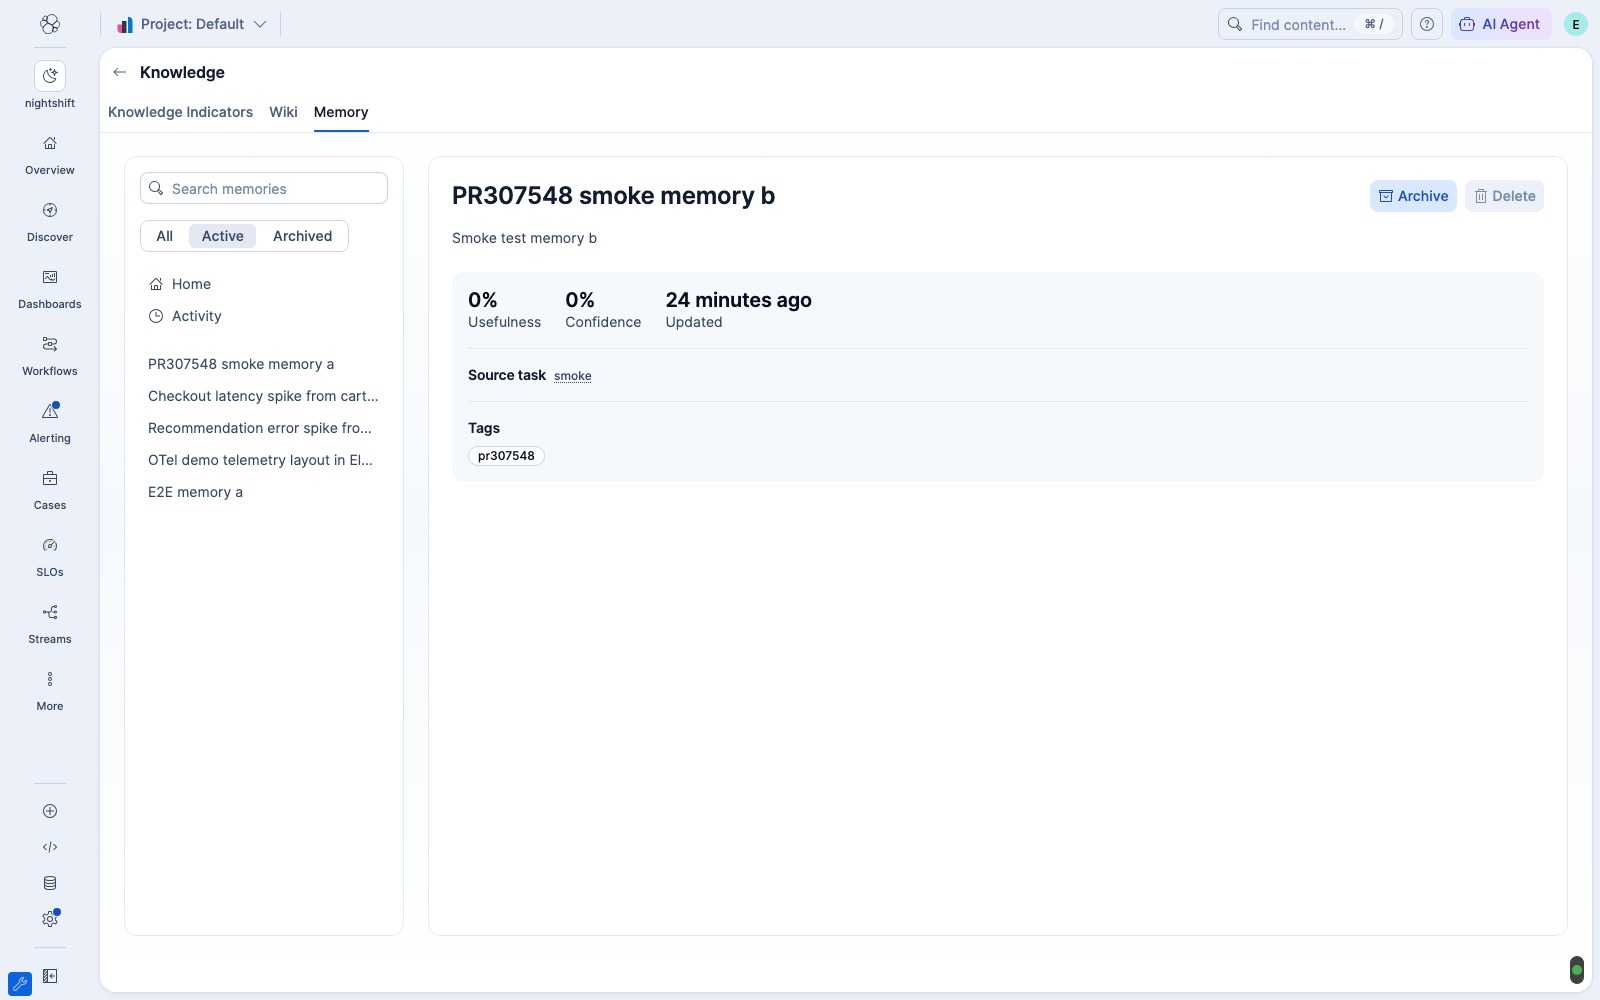 Project: Default
Find content...
⌘ /
AI Agent
E
nightshift
Overview
Discover
Dashboards
Workflows
Alerting
Cases
SLOs
Streams
More
Knowledge
Knowledge Indicators
Wiki
Memory
Search memories
All
Active
Archived
Home
Activity
PR307548 smoke memory a
Checkout latency spike from cart...
Recommendation error spike fro...
OTel demo telemetry layout in El...
E2E memory a
PR307548 smoke memory b
Archive
Delete
Smoke test memory b
0%
Usefulness
0%
Confidence
24 minutes ago
Updated
Source task smoke
Tags
pr307548